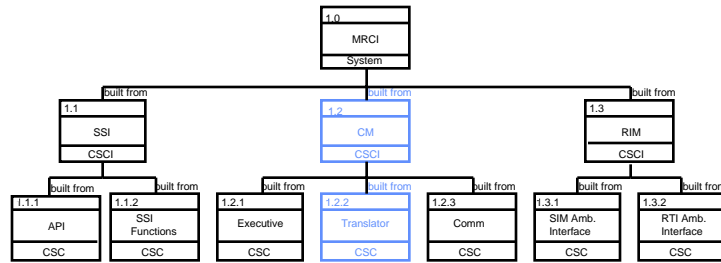 1.0
MRCI
System
built from
built from
built from
1.1
SSI
CSCI
1.2
CM
CSCI
1.3
RIM
CSCI
built from
built from
built from
built from
built from
built from
built from
I.1.1
API
CSC
1.1.2
SSI
Functions
CSC
1.2.1
Executive
CSC
1.2.2
Translator
CSC
1.2.3
Comm
CSC
1.3.1
SIM Amb.
Interface
CSC
1.3.2
RTI Amb.
Interface
CSC